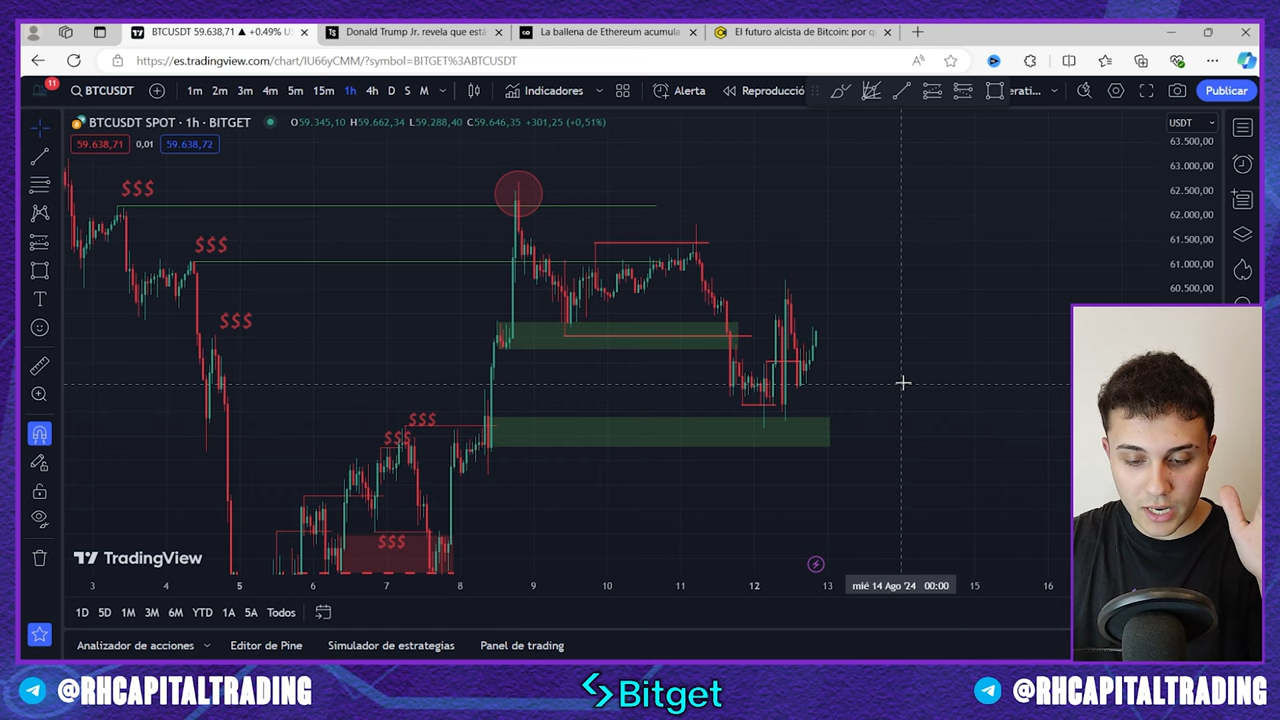 BTCUSDT 59.638,71 ▲ +0.49% U
Donald Trump Jr. revela que está
La ballena de Ethereum acumula
El futuro alcista de Bitcoin: por q
https://es.tradingview.com/chart/IU66yCMM/?symbol=BITGET%3ABTCUSDT
11
BTCUSDT
1m 2m 3m 4m 5m 15m 1h 4h D S M
Indicadores
Alerta
Reproducció
erati...
Publicar
BTCUSDT SPOT · 1h · BITGET
O59.345,10 H59.662,34 L59.288,40 C59.646,35 +301,25 (+0,51%)
USDT
59.638,71 0,01 59.638,72
63.500,00
63.000,00
62.500,00
62.000,00
61.500,00
61.000,00
60.500,00
$$$
$$$
$$$
$$$
$$$
$$$
TradingView
3 4 5 6 7 8 9 10 11 12 13 mié 14 Ago '24 00:00 15 16
1D 5D 1M 3M 6M YTD 1A 5A Todos
Analizador de acciones
Editor de Pine
Simulador de estrategias
Panel de trading
@RHCAPITALTRADING
Bitget
@RHCAPITALTRADING